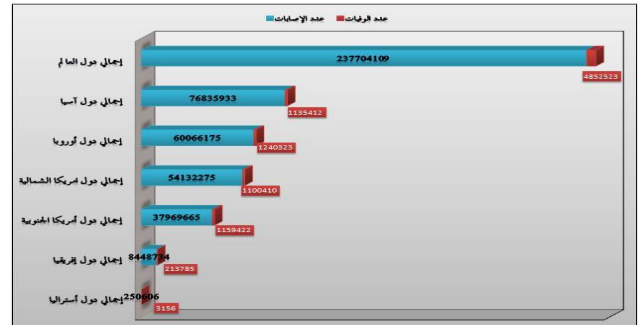 عدد الوفيات عدد الإصابات
إجمالي دول العالم 237704109 4852523
إجمالي دول آسيا 76835933 1135412
إجمالي دول أوروبا 60066175 1240323
إجمالي دول امريكا الشمالية 54132275 1100410
إجمالي دول أمريكا الجنوبية 37969665 1159422
إجمالي دول إفريقيا 8448734 213785
إجمالي دول أستراليا 250606 3156